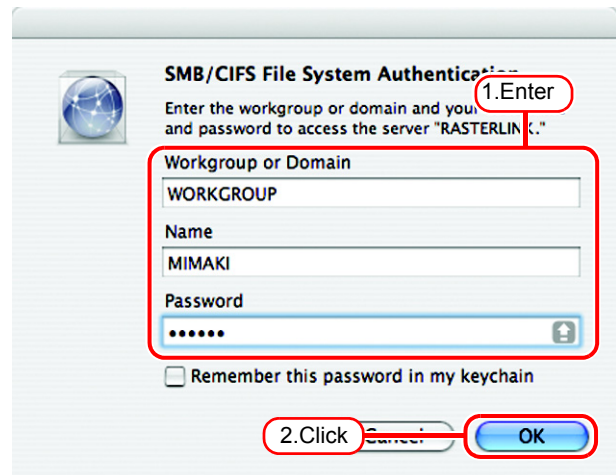 SMB/CIFS File System Authentication
1.Enter
Enter the workgroup or domain and your
and password to access the server "RASTERLINK."
Workgroup or Domain
WORKGROUP
Name
MIMAKI
Password
••••••
Remember this password in my keychain
2.Click
Cancel
OK